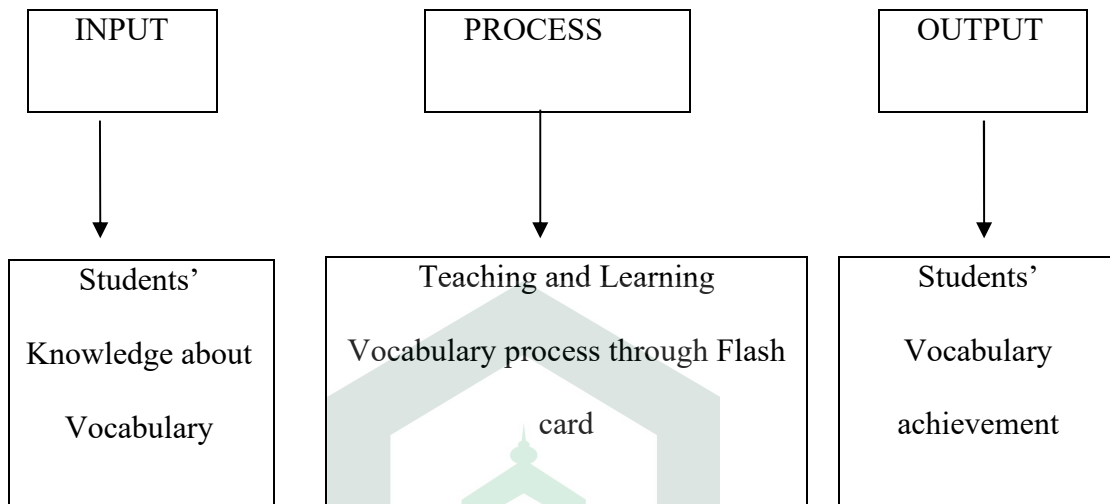 INPUT
PROCESS
OUTPUT
Students’
Knowledge about
Vocabulary
Teaching and Learning
Vocabulary process through Flash
card
Students’
Vocabulary
achievement